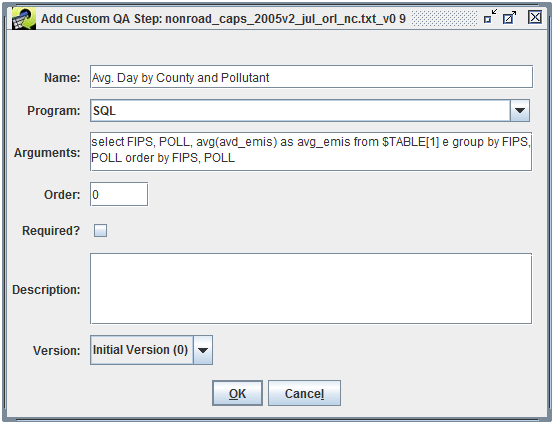 Add Custom QA Step: nonroad_caps_2005v2_jul_orl_nc.txt_v0 9
Name: Avg. Day by County and Pollutant
Program: SQL
Arguments: select FIPS, POLL, avg(avd_emis) as avg_emis from $TABLE[1] e group by FIPS,
POLL order by FIPS, POLL
Order: 0
Required?
Description:
Version: Initial Version (0)
OK Cancel